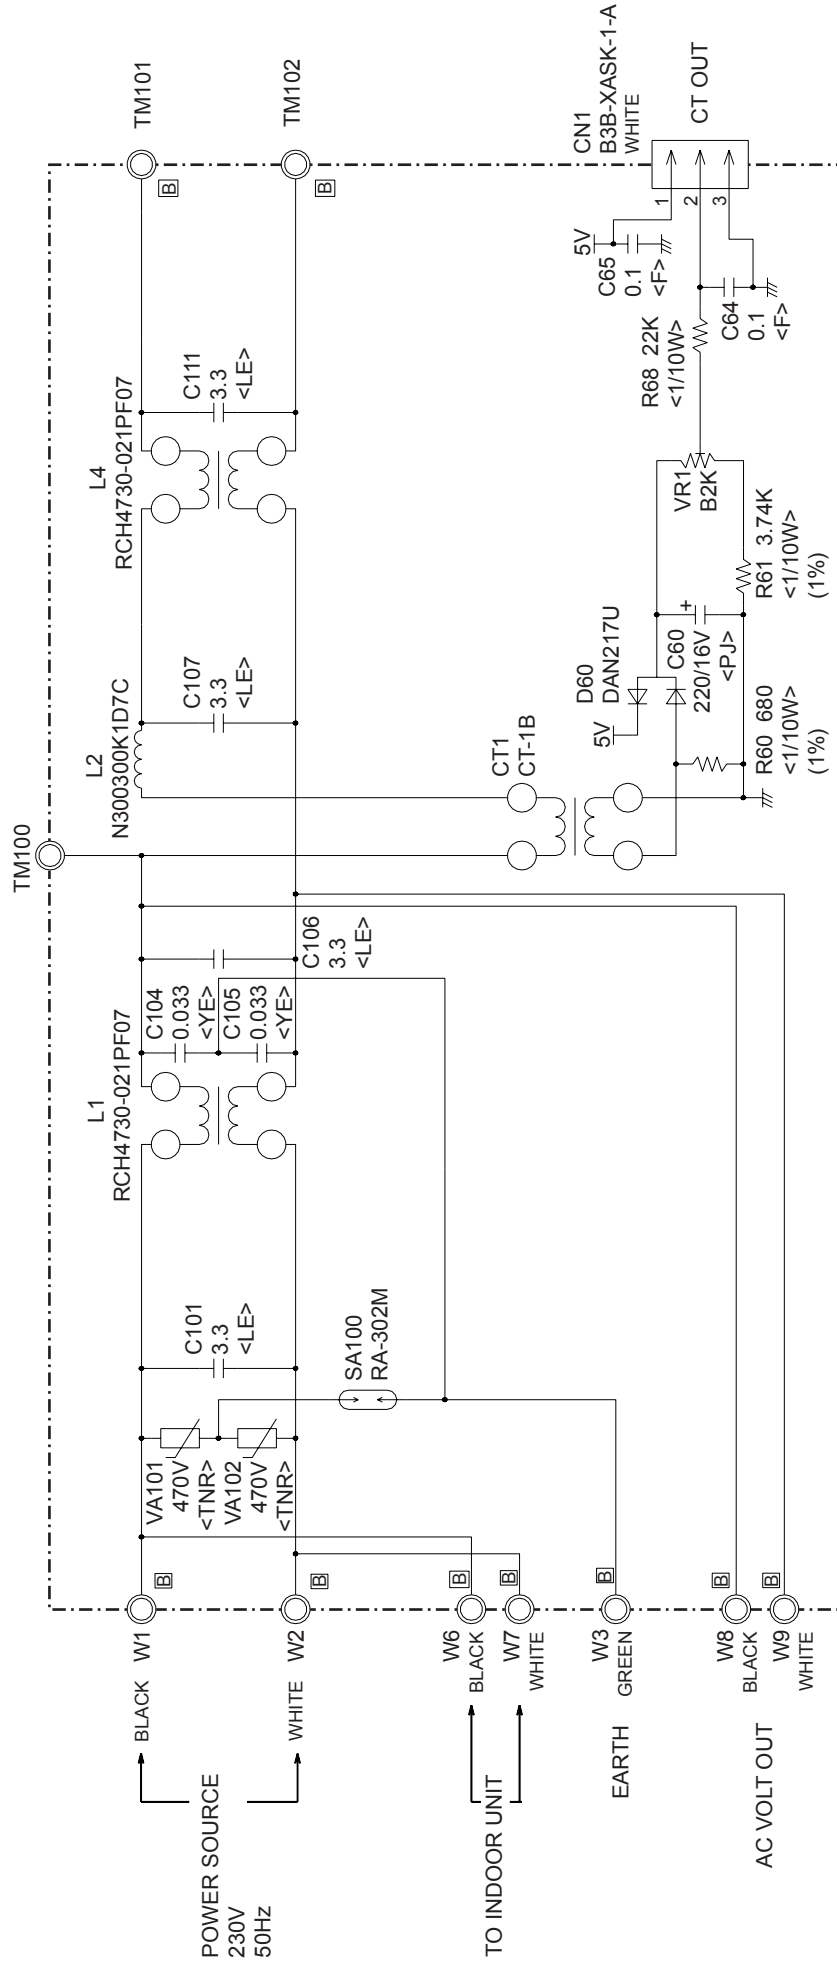 POWER SOURCE
230V
50Hz
BLACK W1
WHITE W2
B
B
TO INDOOR UNIT
W6
BLACK
W7
WHITE
B
B
EARTH
W3
GREEN
B
AC VOLT OUT
W8
BLACK
W9
WHITE
B
B
VA101
470V
<TNR>
VA102
470V
<TNR>
C101
3.3
<LE>
SA100
RA-302M
L1
RCH4730-021PF07
C104
0.033
<YE>
C105
0.033
<YE>
C106
3.3
<LE>
TM100
L2
N300300K1D7C
C107
3.3
<LE>
L4
RCH4730-021PF07
C111
3.3
<LE>
TM101
B
TM102
B
CT1
CT-1B
5V
D60
DAN217U
C60
220/16V
<PJ>
+
R60 680
<1/10W>
(1%)
R61 3.74K
<1/10W>
(1%)
VR1
B2K
R68 22K
<1/10W>
5V
C65
0.1
<F>
C64
0.1
<F>
CN1
B3B-XASK-1-A
WHITE
1
2
3
CT OUT